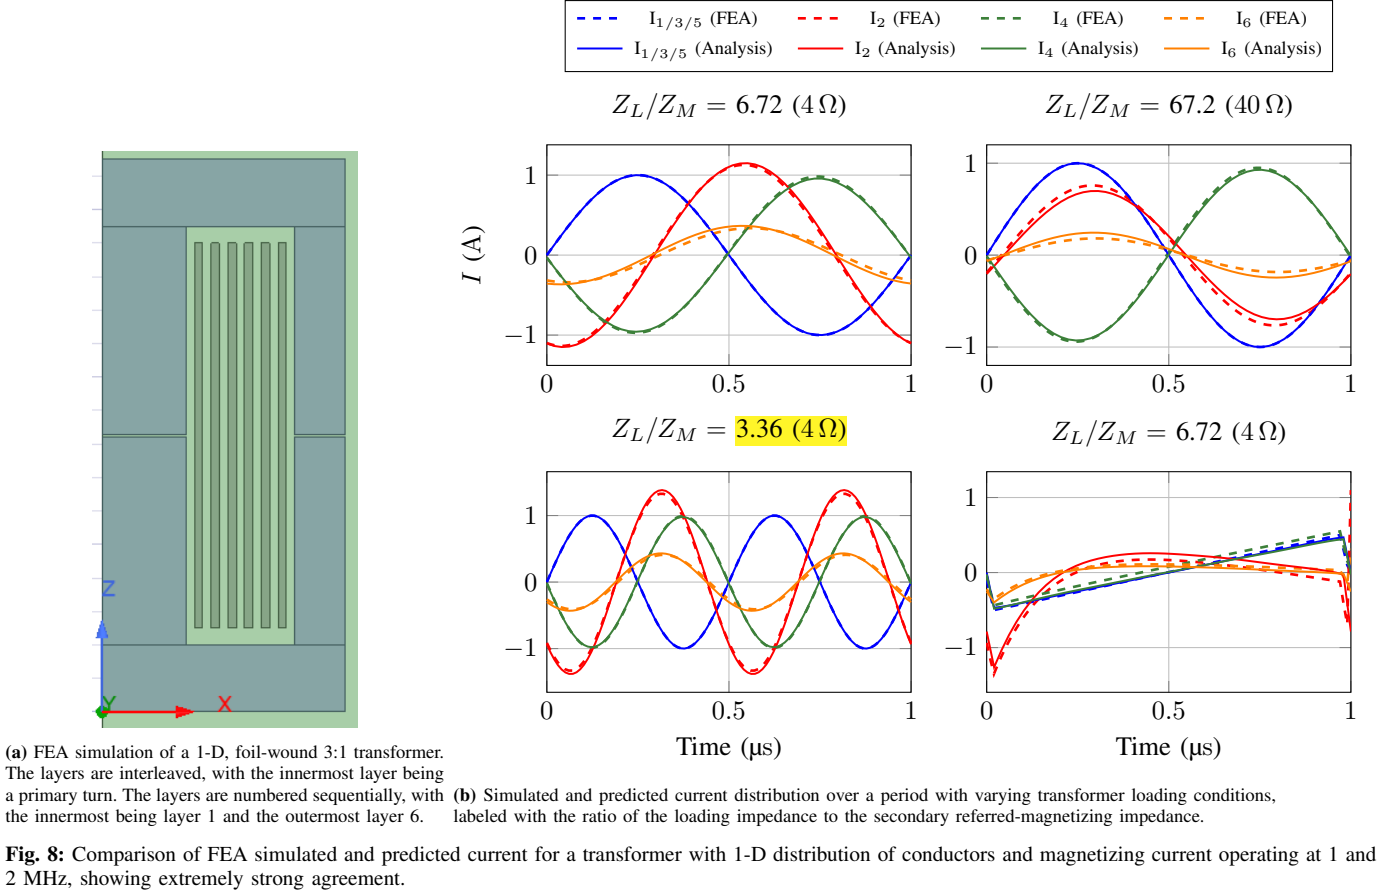 I1/3/5 (FEA) I2 (FEA) I4 (FEA) I6 (FEA)
I1/3/5 (Analysis) I2 (Analysis) I4 (Analysis) I6 (Analysis)
ZL/ZM = 6.72 (4 Ω)
1
0
−1
I (A)
0 0.5 1
ZL/ZM = 67.2 (40 Ω)
1
0
−1
0 0.5 1
ZL/ZM = 3.36 (4 Ω)
1
0
−1
0 0.5 1
Time (µs)
ZL/ZM = 6.72 (4 Ω)
1
0
−1
0 0.5 1
Time (µs)
Z
Y
X
(a) FEA simulation of a 1-D, foil-wound 3:1 transformer.
The layers are interleaved, with the innermost layer being
a primary turn. The layers are numbered sequentially, with
the innermost being layer 1 and the outermost layer 6.
(b) Simulated and predicted current distribution over a period with varying transformer loading conditions,
labeled with the ratio of the loading impedance to the secondary referred-magnetizing impedance.
Fig. 8: Comparison of FEA simulated and predicted current for a transformer with 1-D distribution of conductors and magnetizing current operating at 1 and
2 MHz, showing extremely strong agreement.